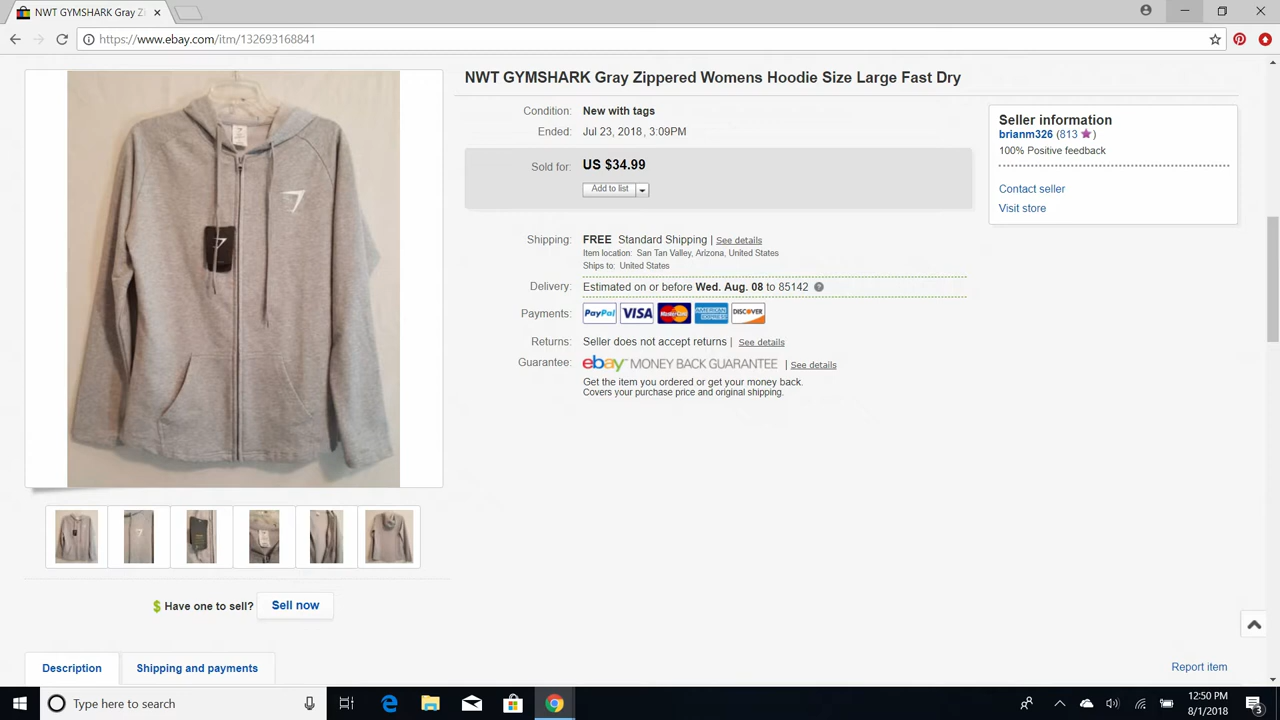 NWT GYMSHARK Gray Zi
https://www.ebay.com/itm/132693168841
NWT GYMSHARK Gray Zippered Womens Hoodie Size Large Fast Dry
Condition: New with tags
Ended: Jul 23, 2018 , 3:09PM
Sold for: US $34.99
Add to list
Shipping: FREE Standard Shipping | See details
Item location: San Tan Valley, Arizona, United States
Ships to: United States
Delivery: Estimated on or before Wed. Aug. 08 to 85142 ?
Payments: PayPal VISA MasterCard AMERICAN EXPRESS DISCOVER
Returns: Seller does not accept returns | See details
Guarantee: ebay MONEY BACK GUARANTEE | See details
Get the item you ordered or get your money back.
Covers your purchase price and original shipping.
Seller information
brianm326 (813 )
100% Positive feedback
Contact seller
Visit store
$ Have one to sell? Sell now
Description
Shipping and payments
Report item
Type here to search
12:50 PM
8/1/2018
3